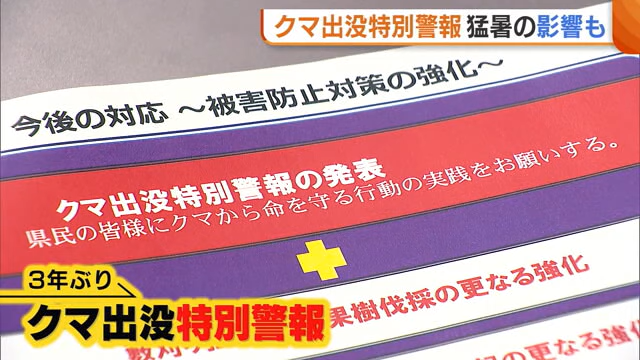 クマ出没特別警報 猛暑の影響も
今後の対応 ～被害防止対策の強化～
クマ出没特別警報の発表
県民の皆様にクマから命を守る行動の実践をお願いする。
果樹伐採の更なる強化
更なる強化
3年ぶり
クマ出没特別警報